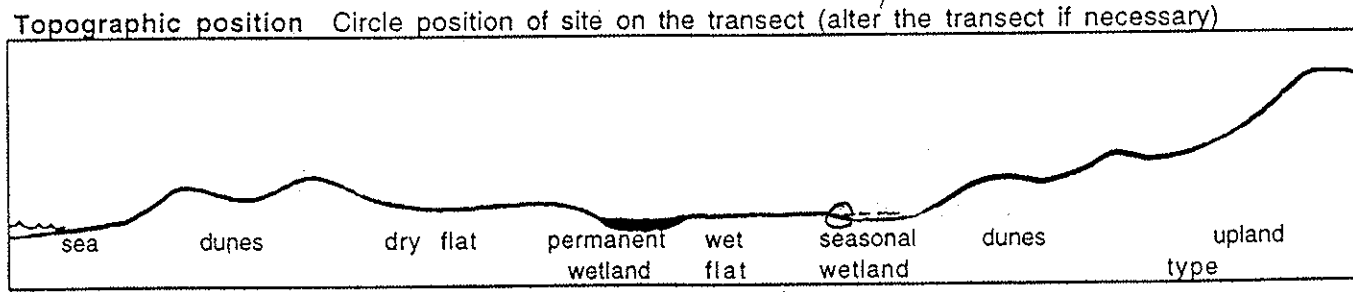 Topographic position Circle position of site on the transect (alter the transect if necessary)
sea dunes dry flat permanent wet seasonal dunes upland
wetland flat wetland type